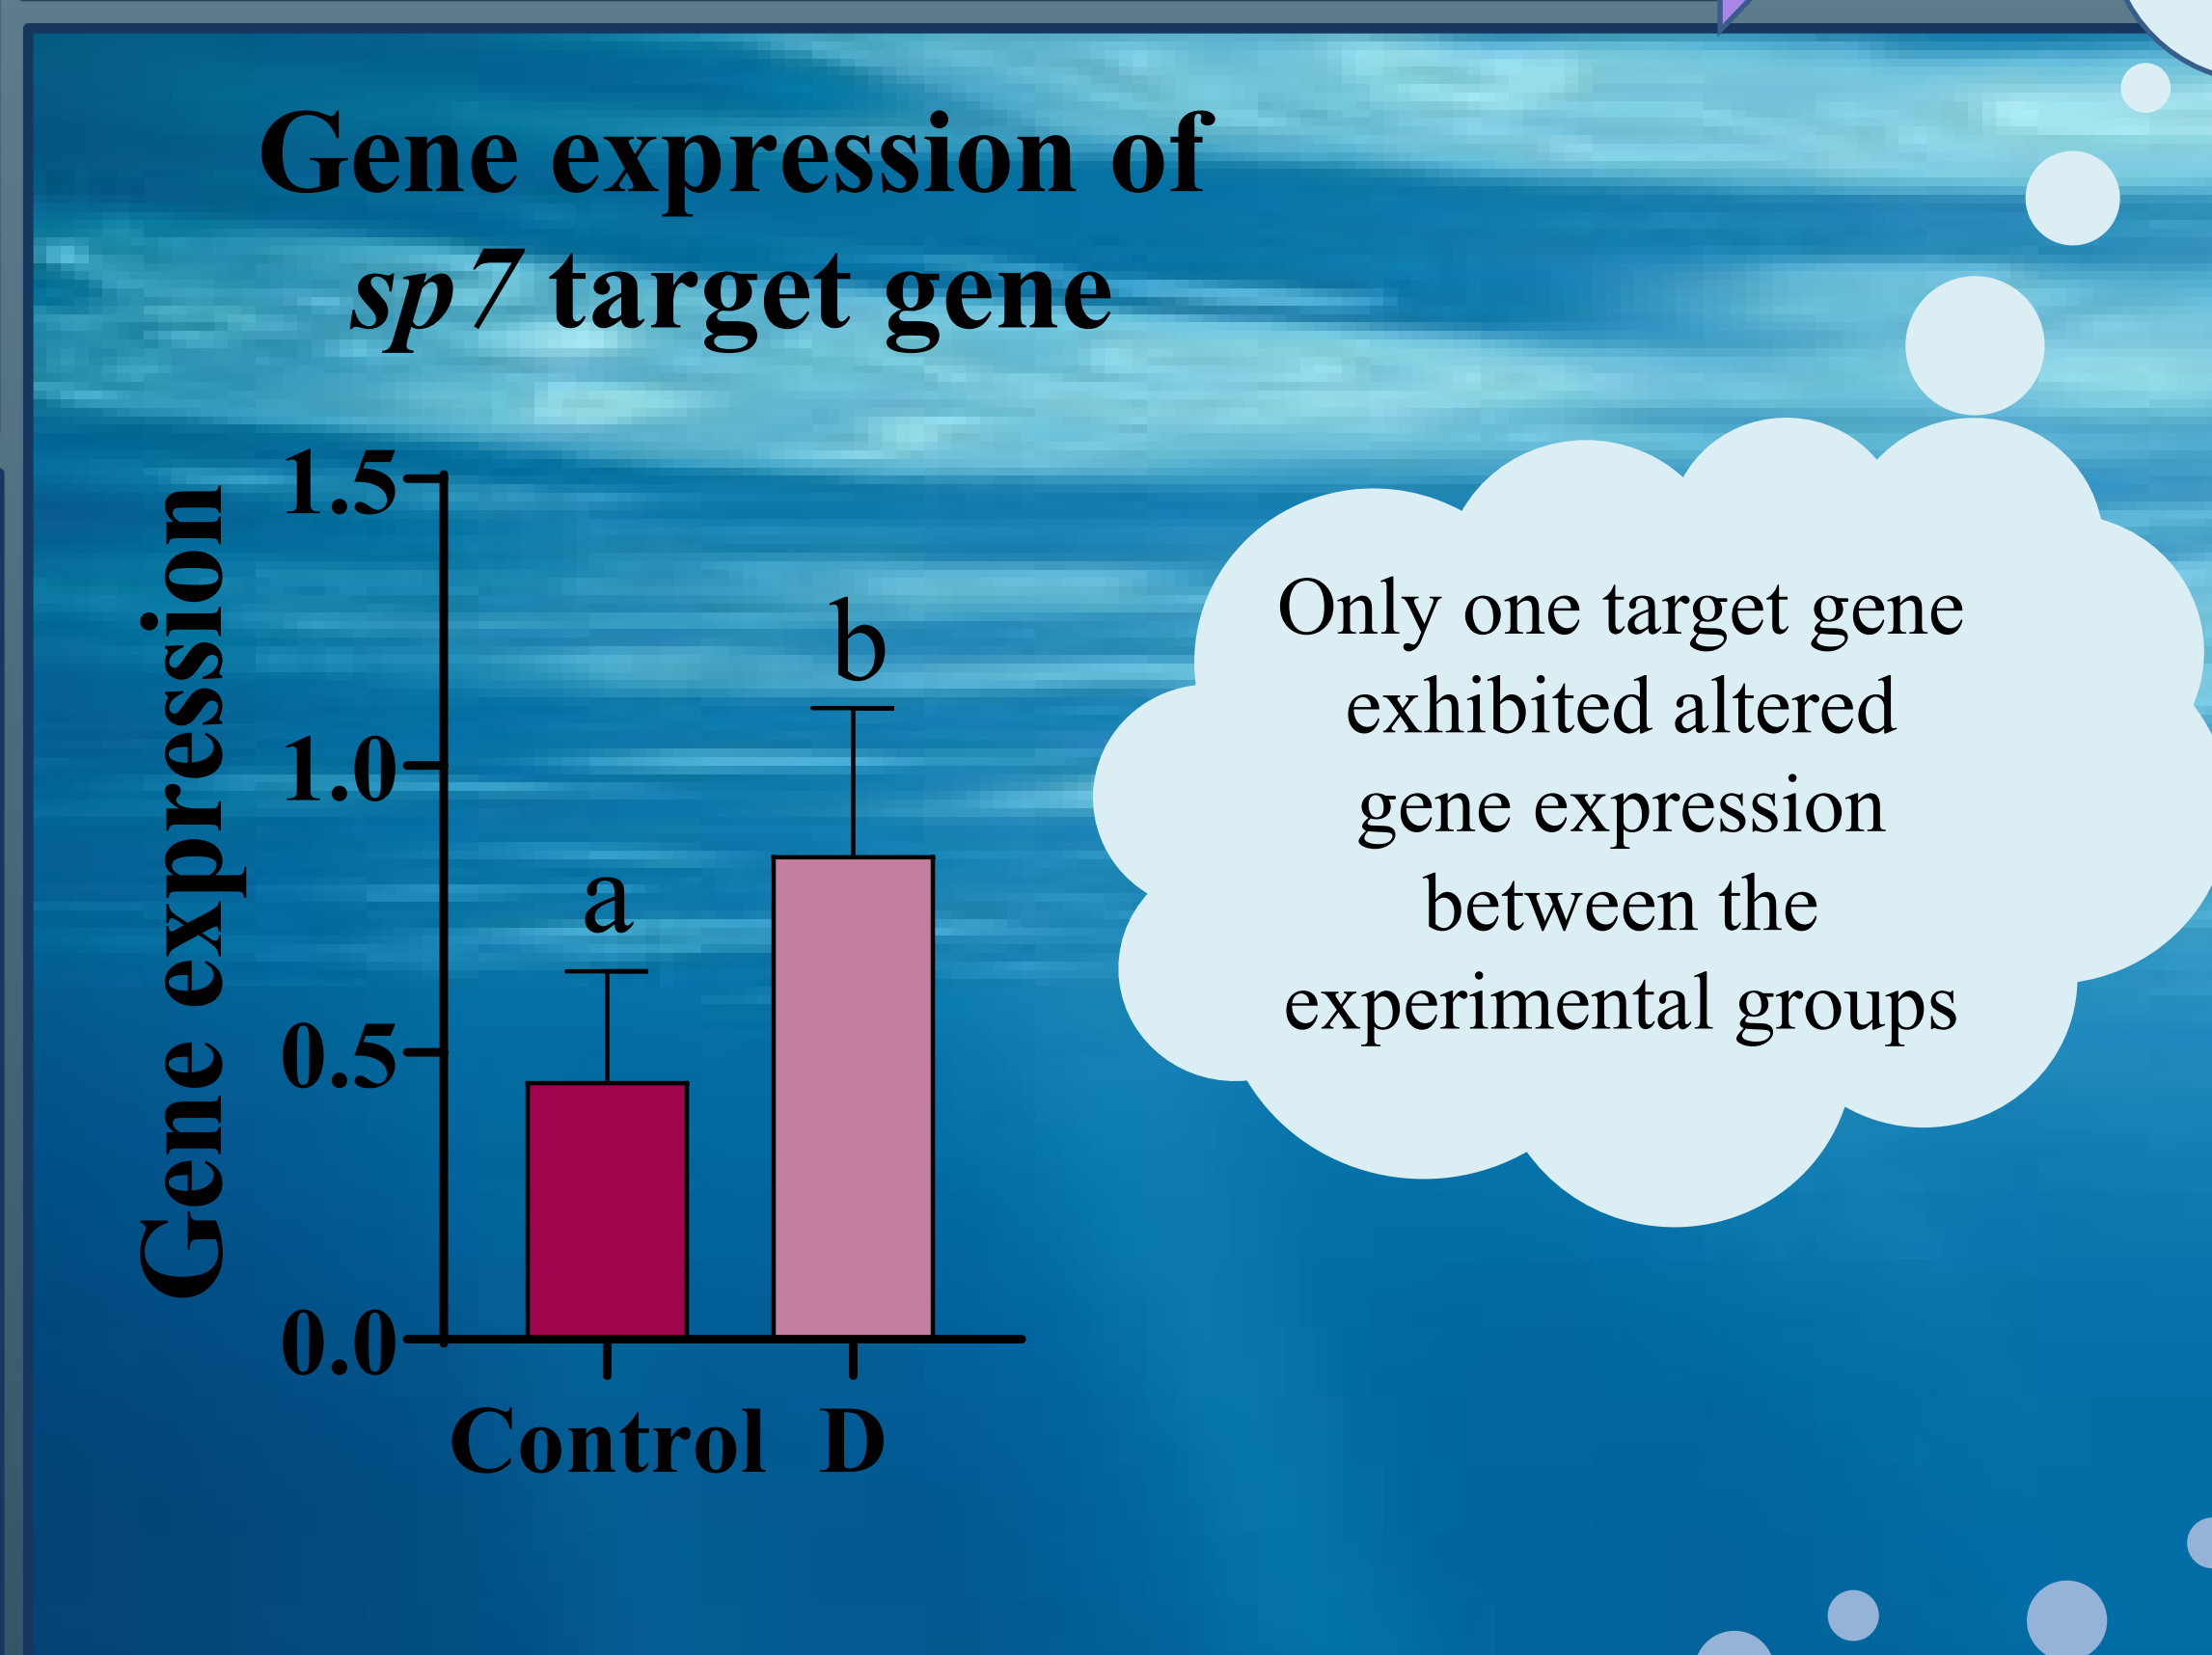 Gene expression of
sp7 target gene
Gene expression
1.5
1.0
0.5
0.0
a
b
Control D
Only one target gene
exhibited altered
gene expression
between the
experimental groups